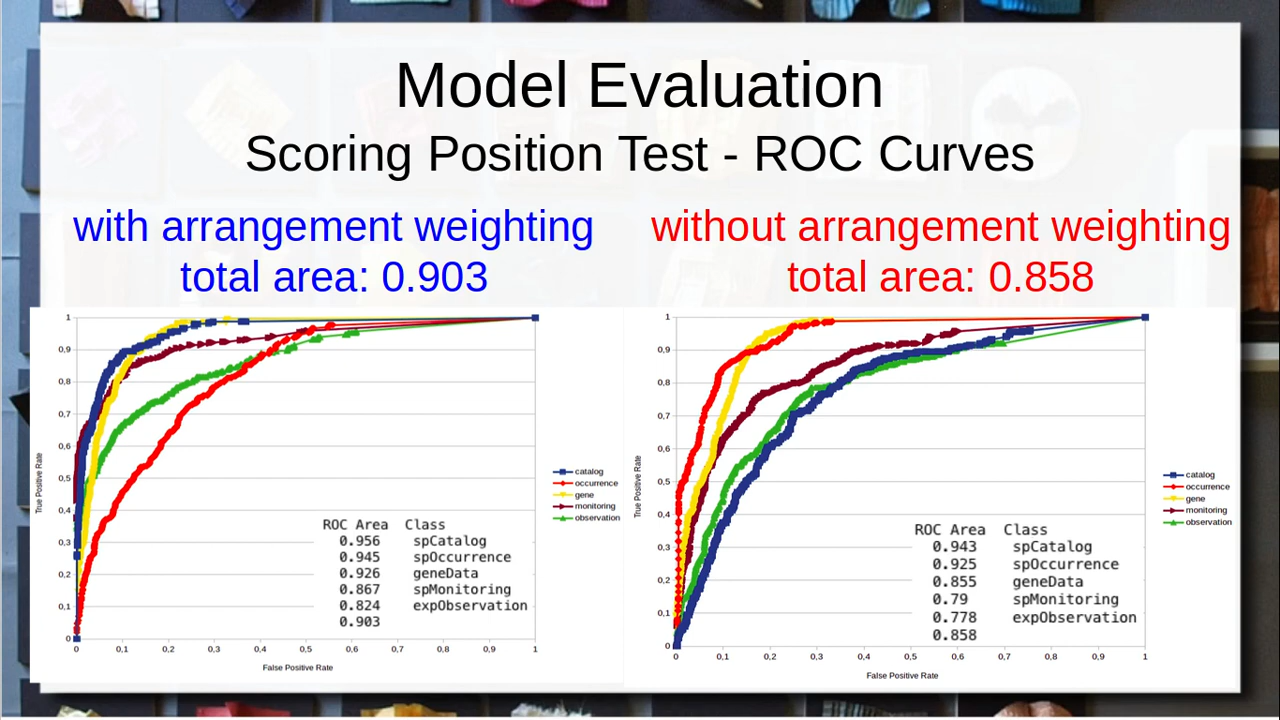 Model Evaluation
Scoring Position Test - ROC Curves
with arrangement weighting
total area: 0.903
without arrangement weighting
total area: 0.858
1
0,9
0,8
0,7
0,6
0,5
0,4
0,3
0,2
0,1
0
True Positive Rate
0 0,1 0,2 0,3 0,4 0,5 0,6 0,7 0,8 0,9 1
False Positive Rate
catalog
occurrence
gene
monitoring
observation
ROC Area Class
0.956 spCatalog
0.945 spOccurrence
0.926 geneData
0.867 spMonitoring
0.824 expObservation
0.903
1
0,9
0,8
0,7
0,6
0,5
0,4
0,3
0,2
0,1
0
True Positive Rate
0 0,1 0,2 0,3 0,4 0,5 0,6 0,7 0,8 0,9 1
False Positive Rate
catalog
occurrence
gene
monitoring
observation
ROC Area Class
0.943 spCatalog
0.925 spOccurrence
0.855 geneData
0.79 spMonitoring
0.778 expObservation
0.858